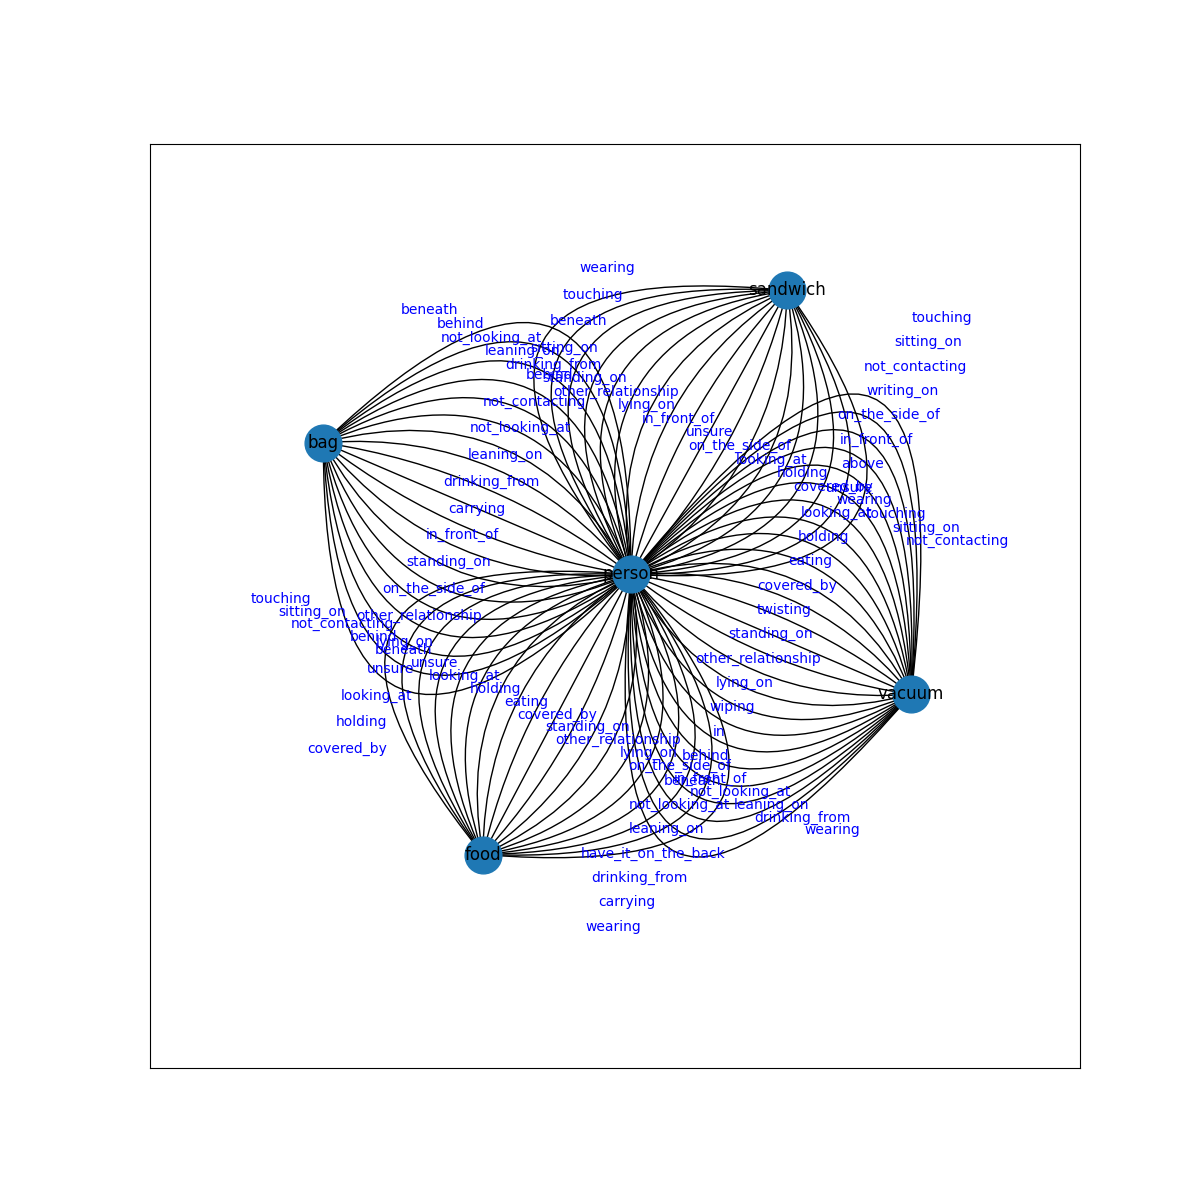 wearing
sandwich
touching
beneath
touching
beneath
behind
not_looking_at
sitting_on
sitting_on
leaning_on
drinking_from
not_contacting
behind
standing_on
other_relationship
writing_on
not_contacting
lying_on
on_the_side_of
in_front_of
not_looking_at
unsure
bag
in_front_of
on_the_side_of
leaning_on
looking_at
above
holding
drinking_from
covered_by
unsure
wearing
carrying
looking_at
touching
sitting_on
in_front_of
holding
not_contacting
standing_on
eating
person
on_the_side_of
covered_by
touching
sitting_on
twisting
other_relationship
not_contacting
standing_on
behind
lying_on
beneath
other_relationship
unsure
unsure
looking_at
lying_on
holding
vacuum
looking_at
eating
wiping
covered_by
holding
standing_on
in
other_relationship
covered_by
lying_on
behind
on_the_side_of
beneath
in_front_of
not_looking_at
not_looking_at
leaning_on
drinking_from
leaning_on
wearing
food
have_it_on_the_back
drinking_from
carrying
wearing